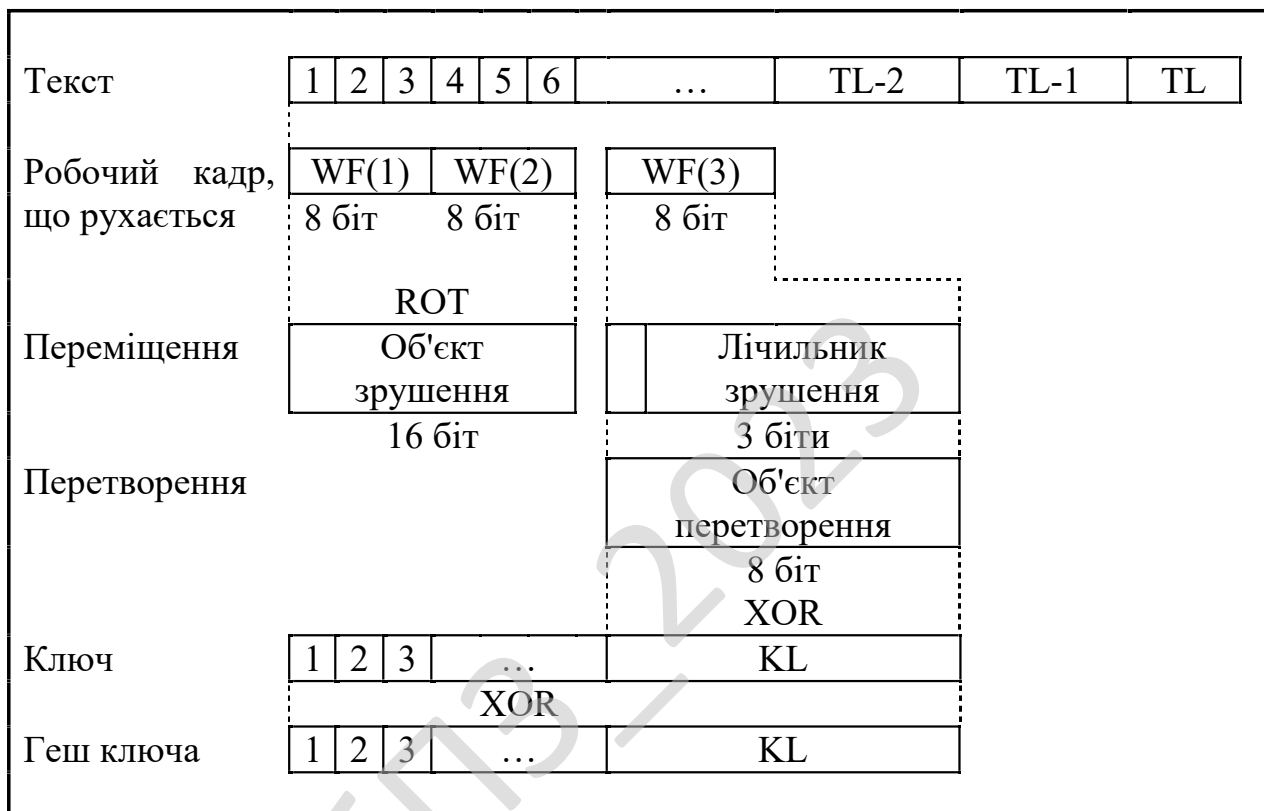 Текст 1 2 3 4 5 6 … TL-2 TL-1 TL
Робочий кадр, WF(1) WF(2) WF(3)
що рухається 8 біт 8 біт 8 біт
ROT
Переміщення Об'єкт Лічильник
зрушення зрушення
16 біт 3 біти
Перетворення Об'єкт
перетворення
8 біт
XOR
Ключ 1 2 3 … KL
XOR
Геш ключа 1 2 3 … KL